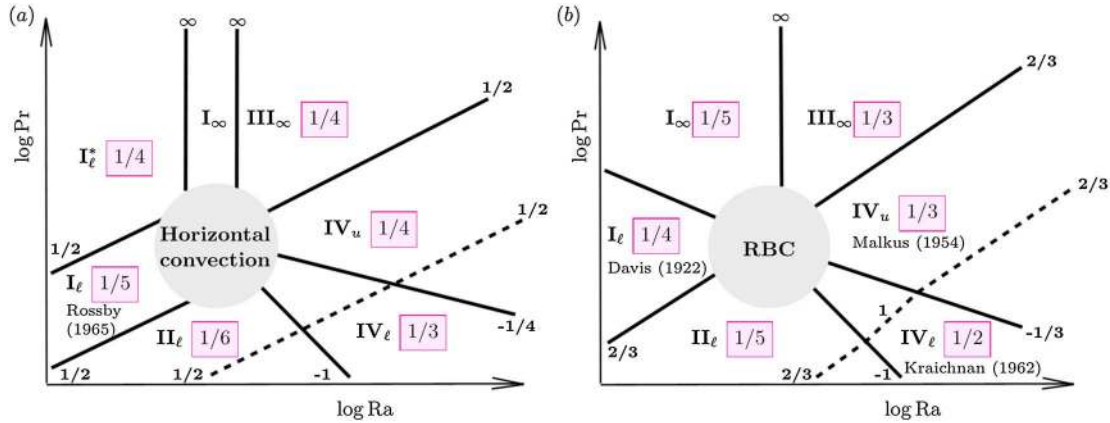 (a)
∞ ∞
1/2
I∞ III∞ 1/4
log Pr
I*ℓ 1/4
1/2
Horizontal
convection
IVu 1/4
1/2
Iℓ 1/5
Rossby
(1965)
IIℓ 1/6
IVℓ 1/3
-1/4
1/2
1/2
-1
log Ra
(b)
∞
2/3
I∞ 1/5
III∞ 1/3
log Pr
2/3
Iℓ 1/4
Davis (1922)
RBC
IVu 1/3
Malkus (1954)
1
IIℓ 1/5
IVℓ 1/2
-1/3
2/3
Kraichnan (1962)
2/3
-1
log Ra